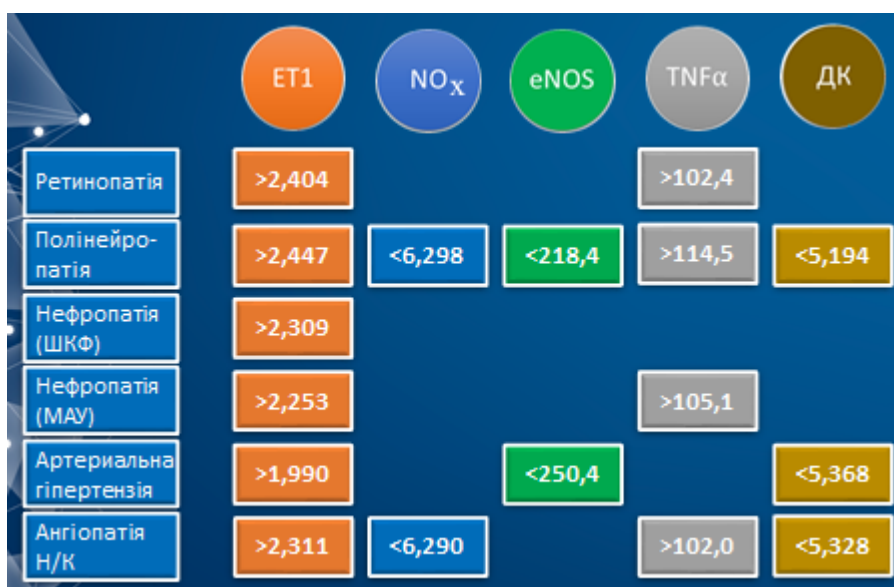 ET1 NOx eNOS TNFα ДК
Ретинопатія >2,404 >102,4
Полінейро-
патія >2,447 <6,298 <218,4 >114,5 <5,194
Нефропатія
(ШКФ) >2,309
Нефропатія
(МАУ) >2,253 >105,1
Артериальна
гіпертензія >1,990 <250,4 <5,368
Ангіопатія
Н/К >2,311 <6,290 >102,0 <5,328